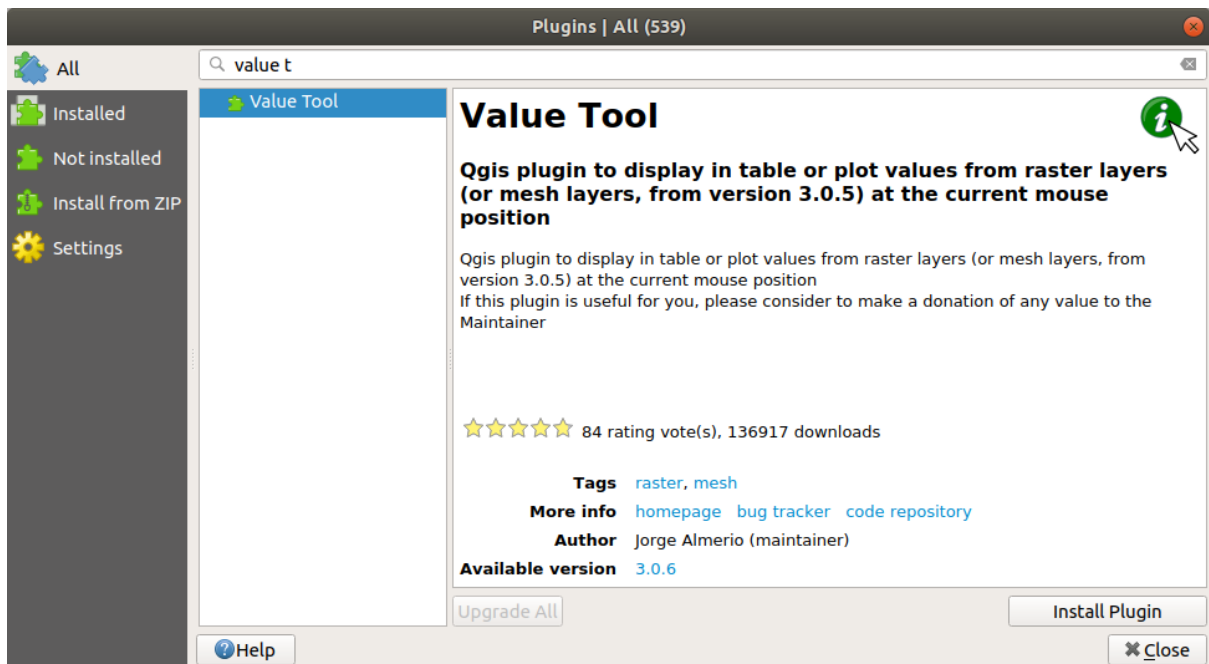 Plugins | All (539)
All
Installed
Not installed
Install from ZIP
Settings
value t
Value Tool
Value Tool
Qgis plugin to display in table or plot values from raster layers
(or mesh layers, from version 3.0.5) at the current mouse
position
Qgis plugin to display in table or plot values from raster layers (or mesh layers, from
version 3.0.5) at the current mouse position
If this plugin is useful for you, please consider to make a donation of any value to the
Maintainer
84 rating vote(s), 136917 downloads
Tags raster, mesh
More info homepage bug tracker code repository
Author Jorge Almerio (maintainer)
Available version 3.0.6
Upgrade All
Install Plugin
Help
Close